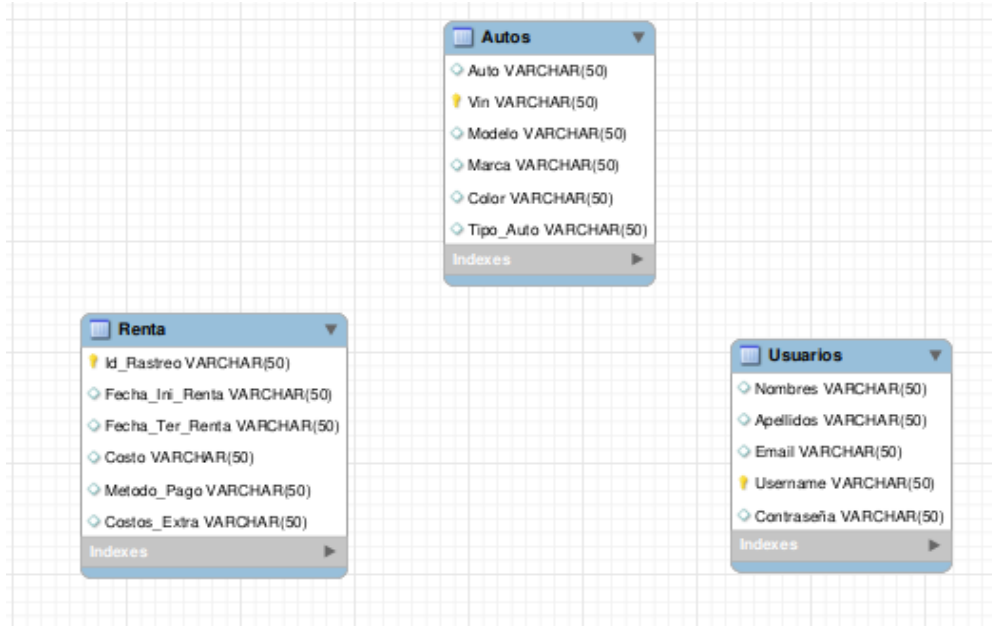 Autos
Auto VARCHAR(50)
Vin VARCHAR(50)
Modelo VARCHAR(50)
Marca VARCHAR(50)
Color VARCHAR(50)
Tipo_Auto VARCHAR(50)
Indexes
Renta
Id_Rastreo VARCHAR(50)
Fecha_Ini_Renta VARCHAR(50)
Fecha_Ter_Renta VARCHAR(50)
Costo VARCHAR(50)
Metodo_Pago VARCHAR(50)
Costos_Extra VARCHAR(50)
Indexes
Usuarios
Nombres VARCHAR(50)
Apellidos VARCHAR(50)
Email VARCHAR(50)
Username VARCHAR(50)
Contraseña VARCHAR(50)
Indexes